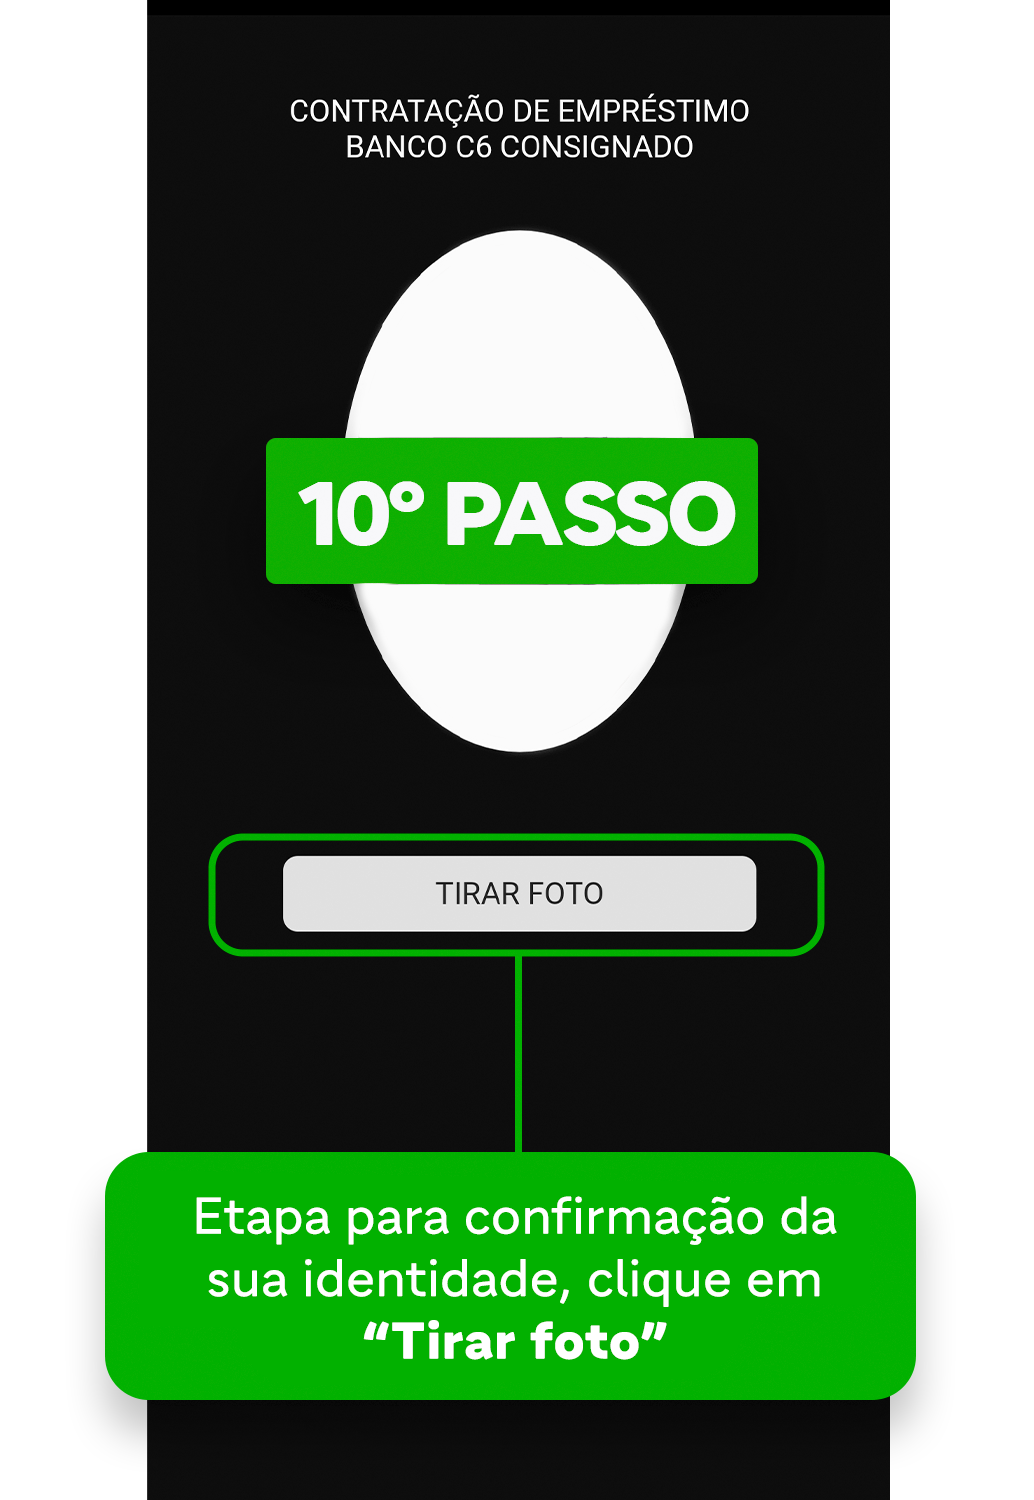 CONTRATAÇÃO DE EMPRÉSTIMO
BANCO C6 CONSIGNADO
10º PASSO
TIRAR FOTO
Etapa para confirmação da
sua identidade, clique em
“Tirar foto”